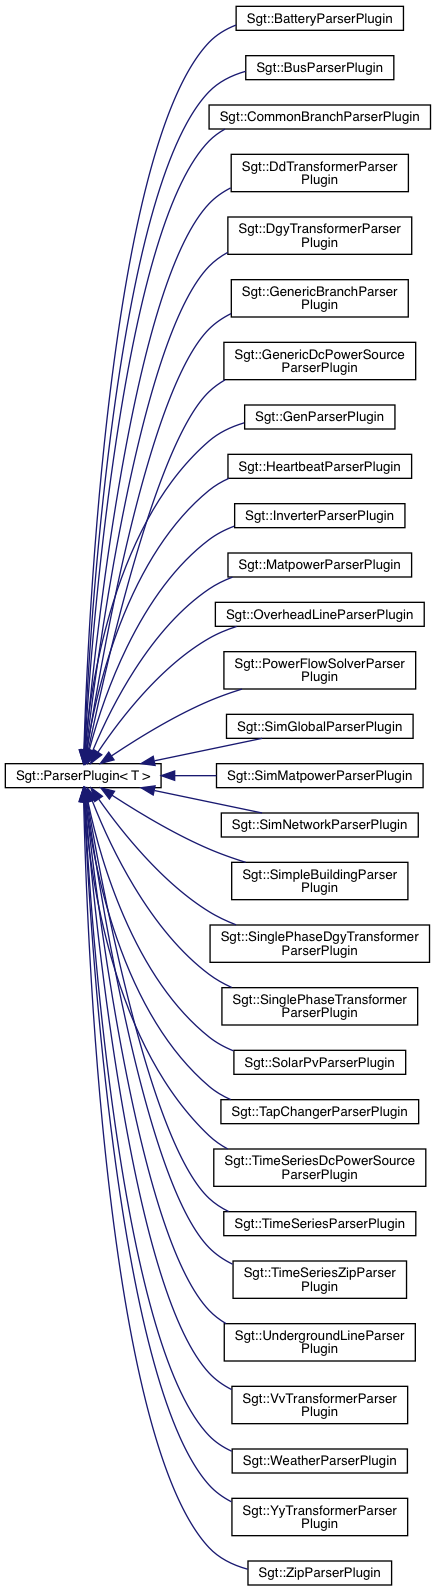 Sgt::BatteryParserPlugin
Sgt::BusParserPlugin
Sgt::CommonBranchParserPlugin
Sgt::DdTransformerParser
Plugin
Sgt::DgyTransformerParser
Plugin
Sgt::GenericBranchParser
Plugin
Sgt::GenericDcPowerSource
ParserPlugin
Sgt::GenParserPlugin
Sgt::HeartbeatParserPlugin
Sgt::InverterParserPlugin
Sgt::MatpowerParserPlugin
Sgt::OverheadLineParserPlugin
Sgt::PowerFlowSolverParser
Plugin
Sgt::SimGlobalParserPlugin
Sgt::ParserPlugin< T >
Sgt::SimMatpowerParserPlugin
Sgt::SimNetworkParserPlugin
Sgt::SimpleBuildingParser
Plugin
Sgt::SinglePhaseDgyTransformer
ParserPlugin
Sgt::SinglePhaseTransformer
ParserPlugin
Sgt::SolarPvParserPlugin
Sgt::TapChangerParserPlugin
Sgt::TimeSeriesDcPowerSource
ParserPlugin
Sgt::TimeSeriesParserPlugin
Sgt::TimeSeriesZipParser
Plugin
Sgt::UndergroundLineParser
Plugin
Sgt::VvTransformerParser
Plugin
Sgt::WeatherParserPlugin
Sgt::YyTransformerParser
Plugin
Sgt::ZipParserPlugin